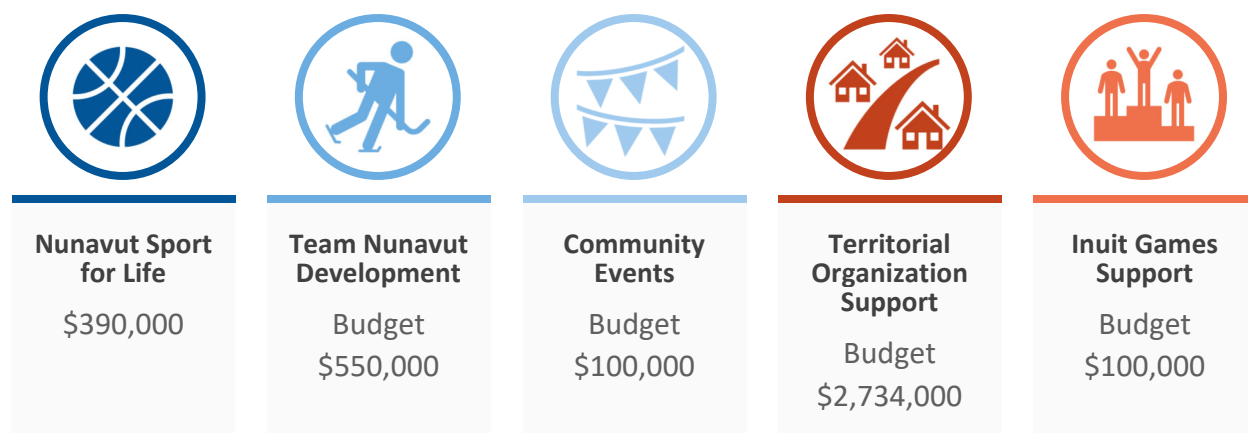 Nunavut Sport
for Life
$390,000
Team Nunavut
Development
Budget
$550,000
Community
Events
Budget
$100,000
Territorial
Organization
Support
Budget
$2,734,000
Inuit Games
Support
Budget
$100,000